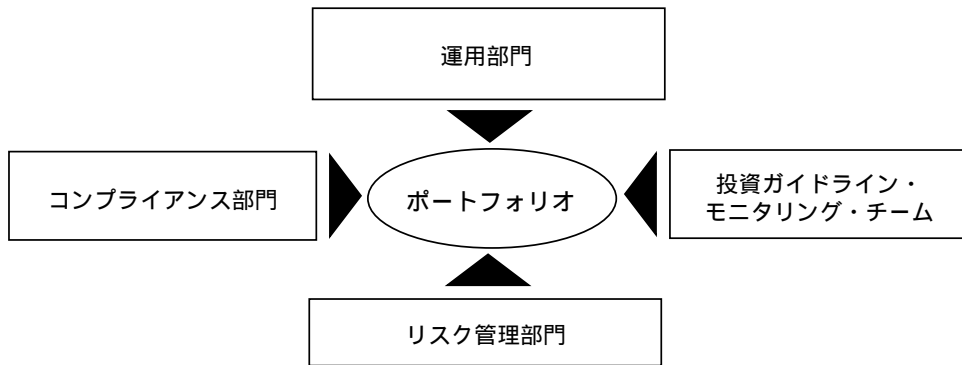 運用部門
コンプライアンス部門
ポートフォリオ
投資ガイドライン・
モニタリング・チーム
リスク管理部門